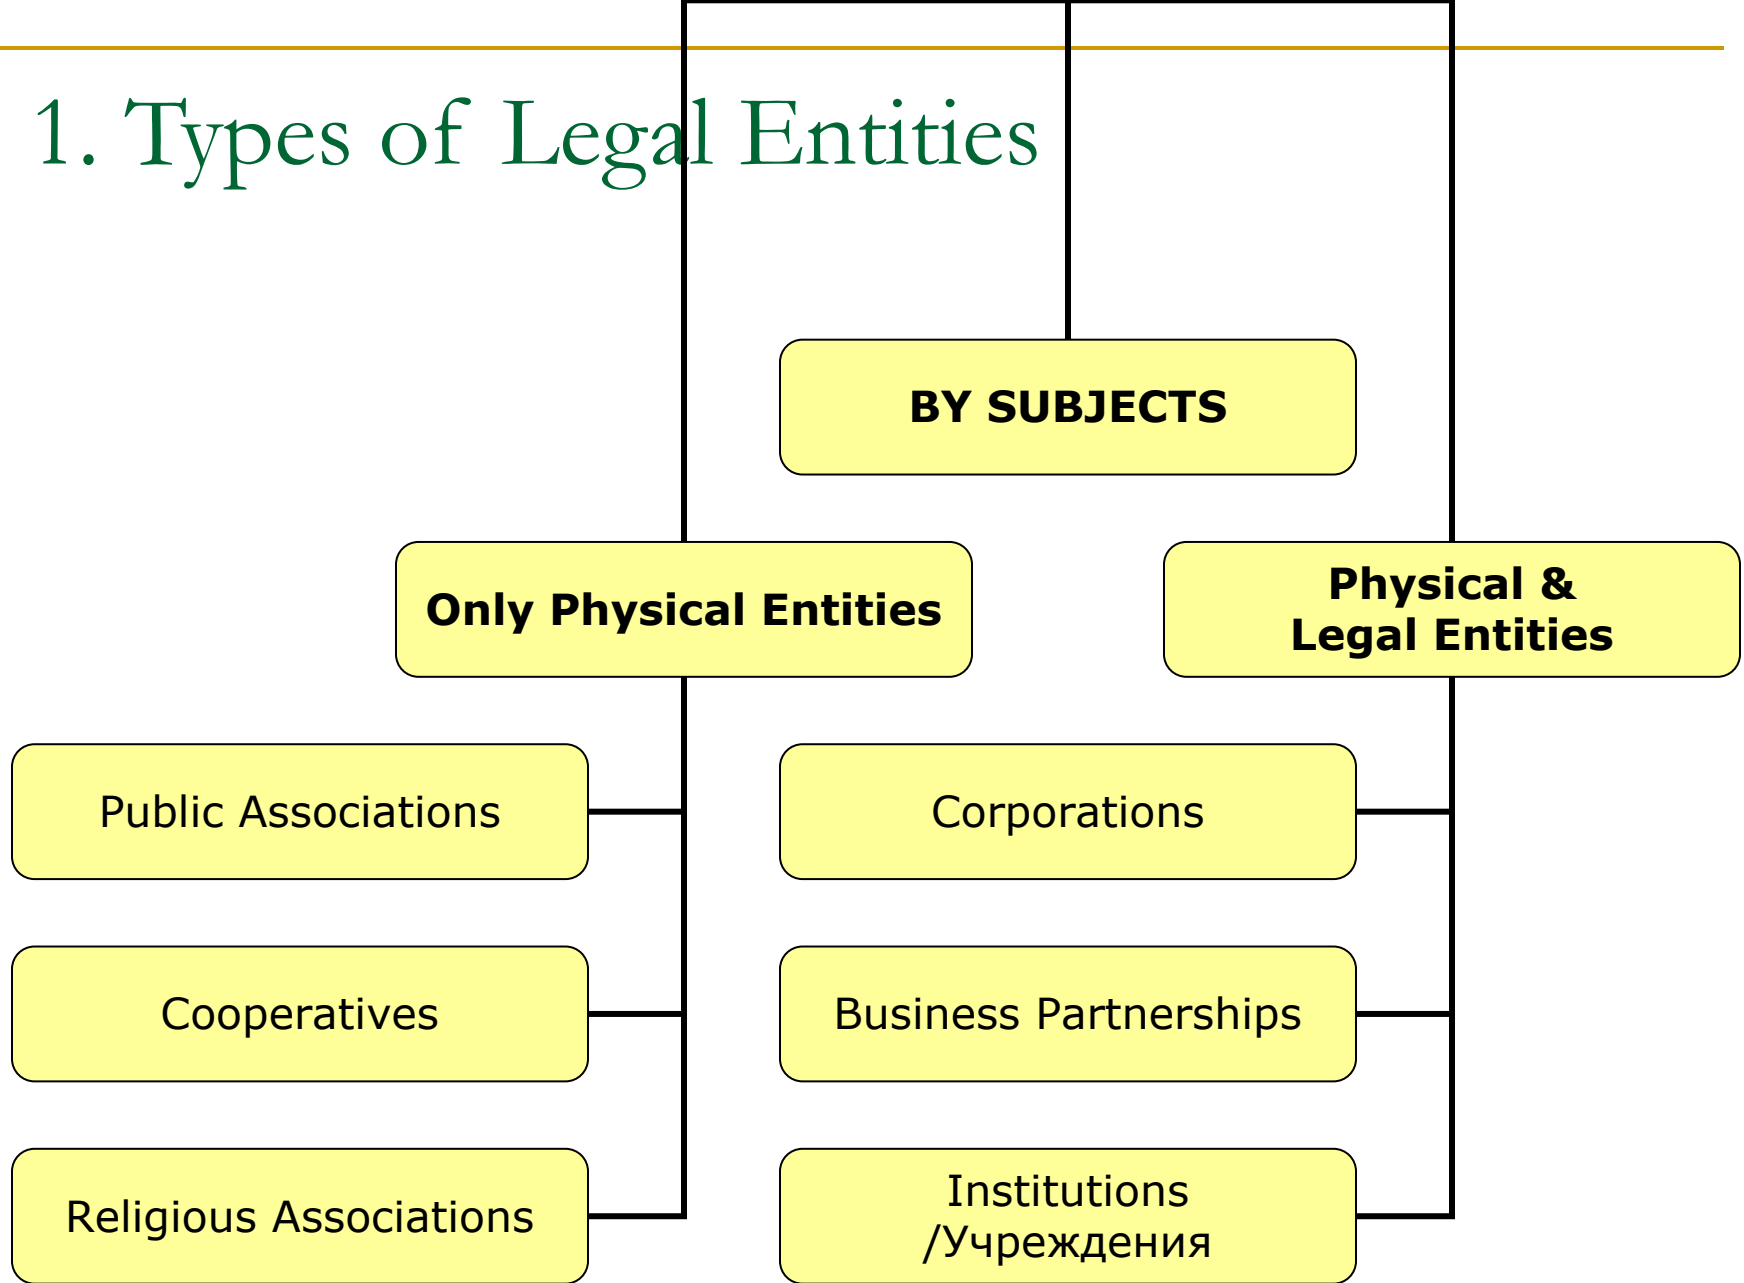 1. Types of Legal Entities
BY SUBJECTS
Only Physical Entities
Physical &
Legal Entities
Public Associations
Corporations
Cooperatives
Business Partnerships
Religious Associations
Institutions
/Учреждения